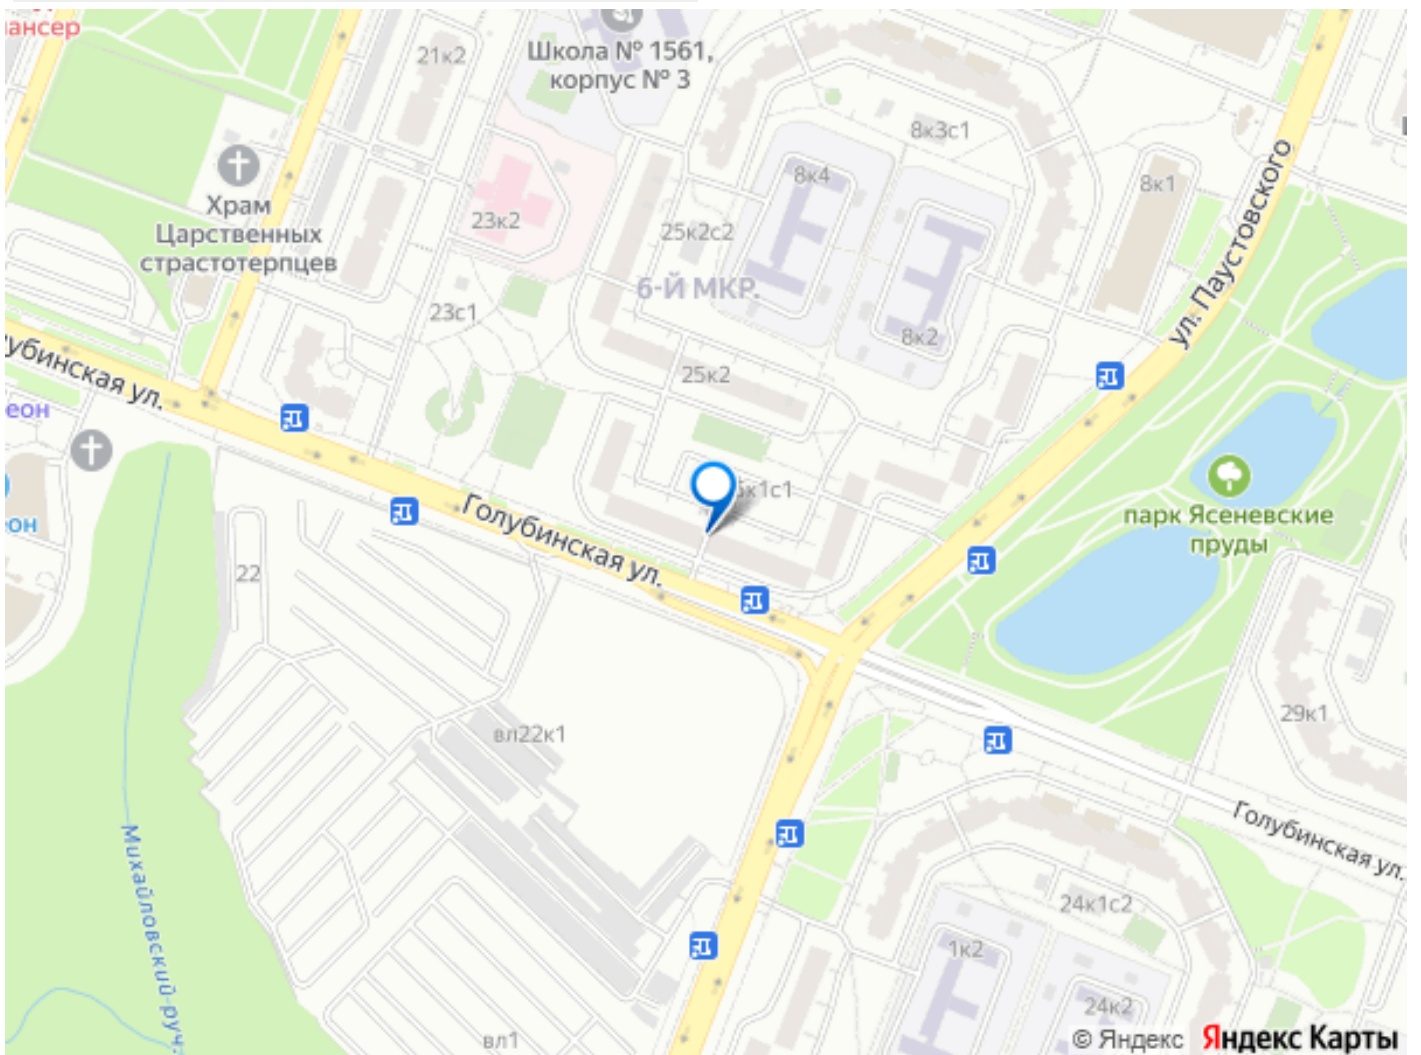 ансер
21к2
Школа № 1561,
корпус № 3
8к3с1
8к4
8к1
Храм
Царственных
страстотерпцев
23к2
25к2с2
6-Й МКР.
ул. Паустовского
23с1
8к2
убинская ул.
25к2
еон
к1с1
парк Ясеневские
пруды
еон
Голубинская ул.
22
29к1
вл22к1
Голубинская ул.
Михайловский руч.
24к1с2
1к2
24к2
вл1
© Яндекс Яндекс Карты